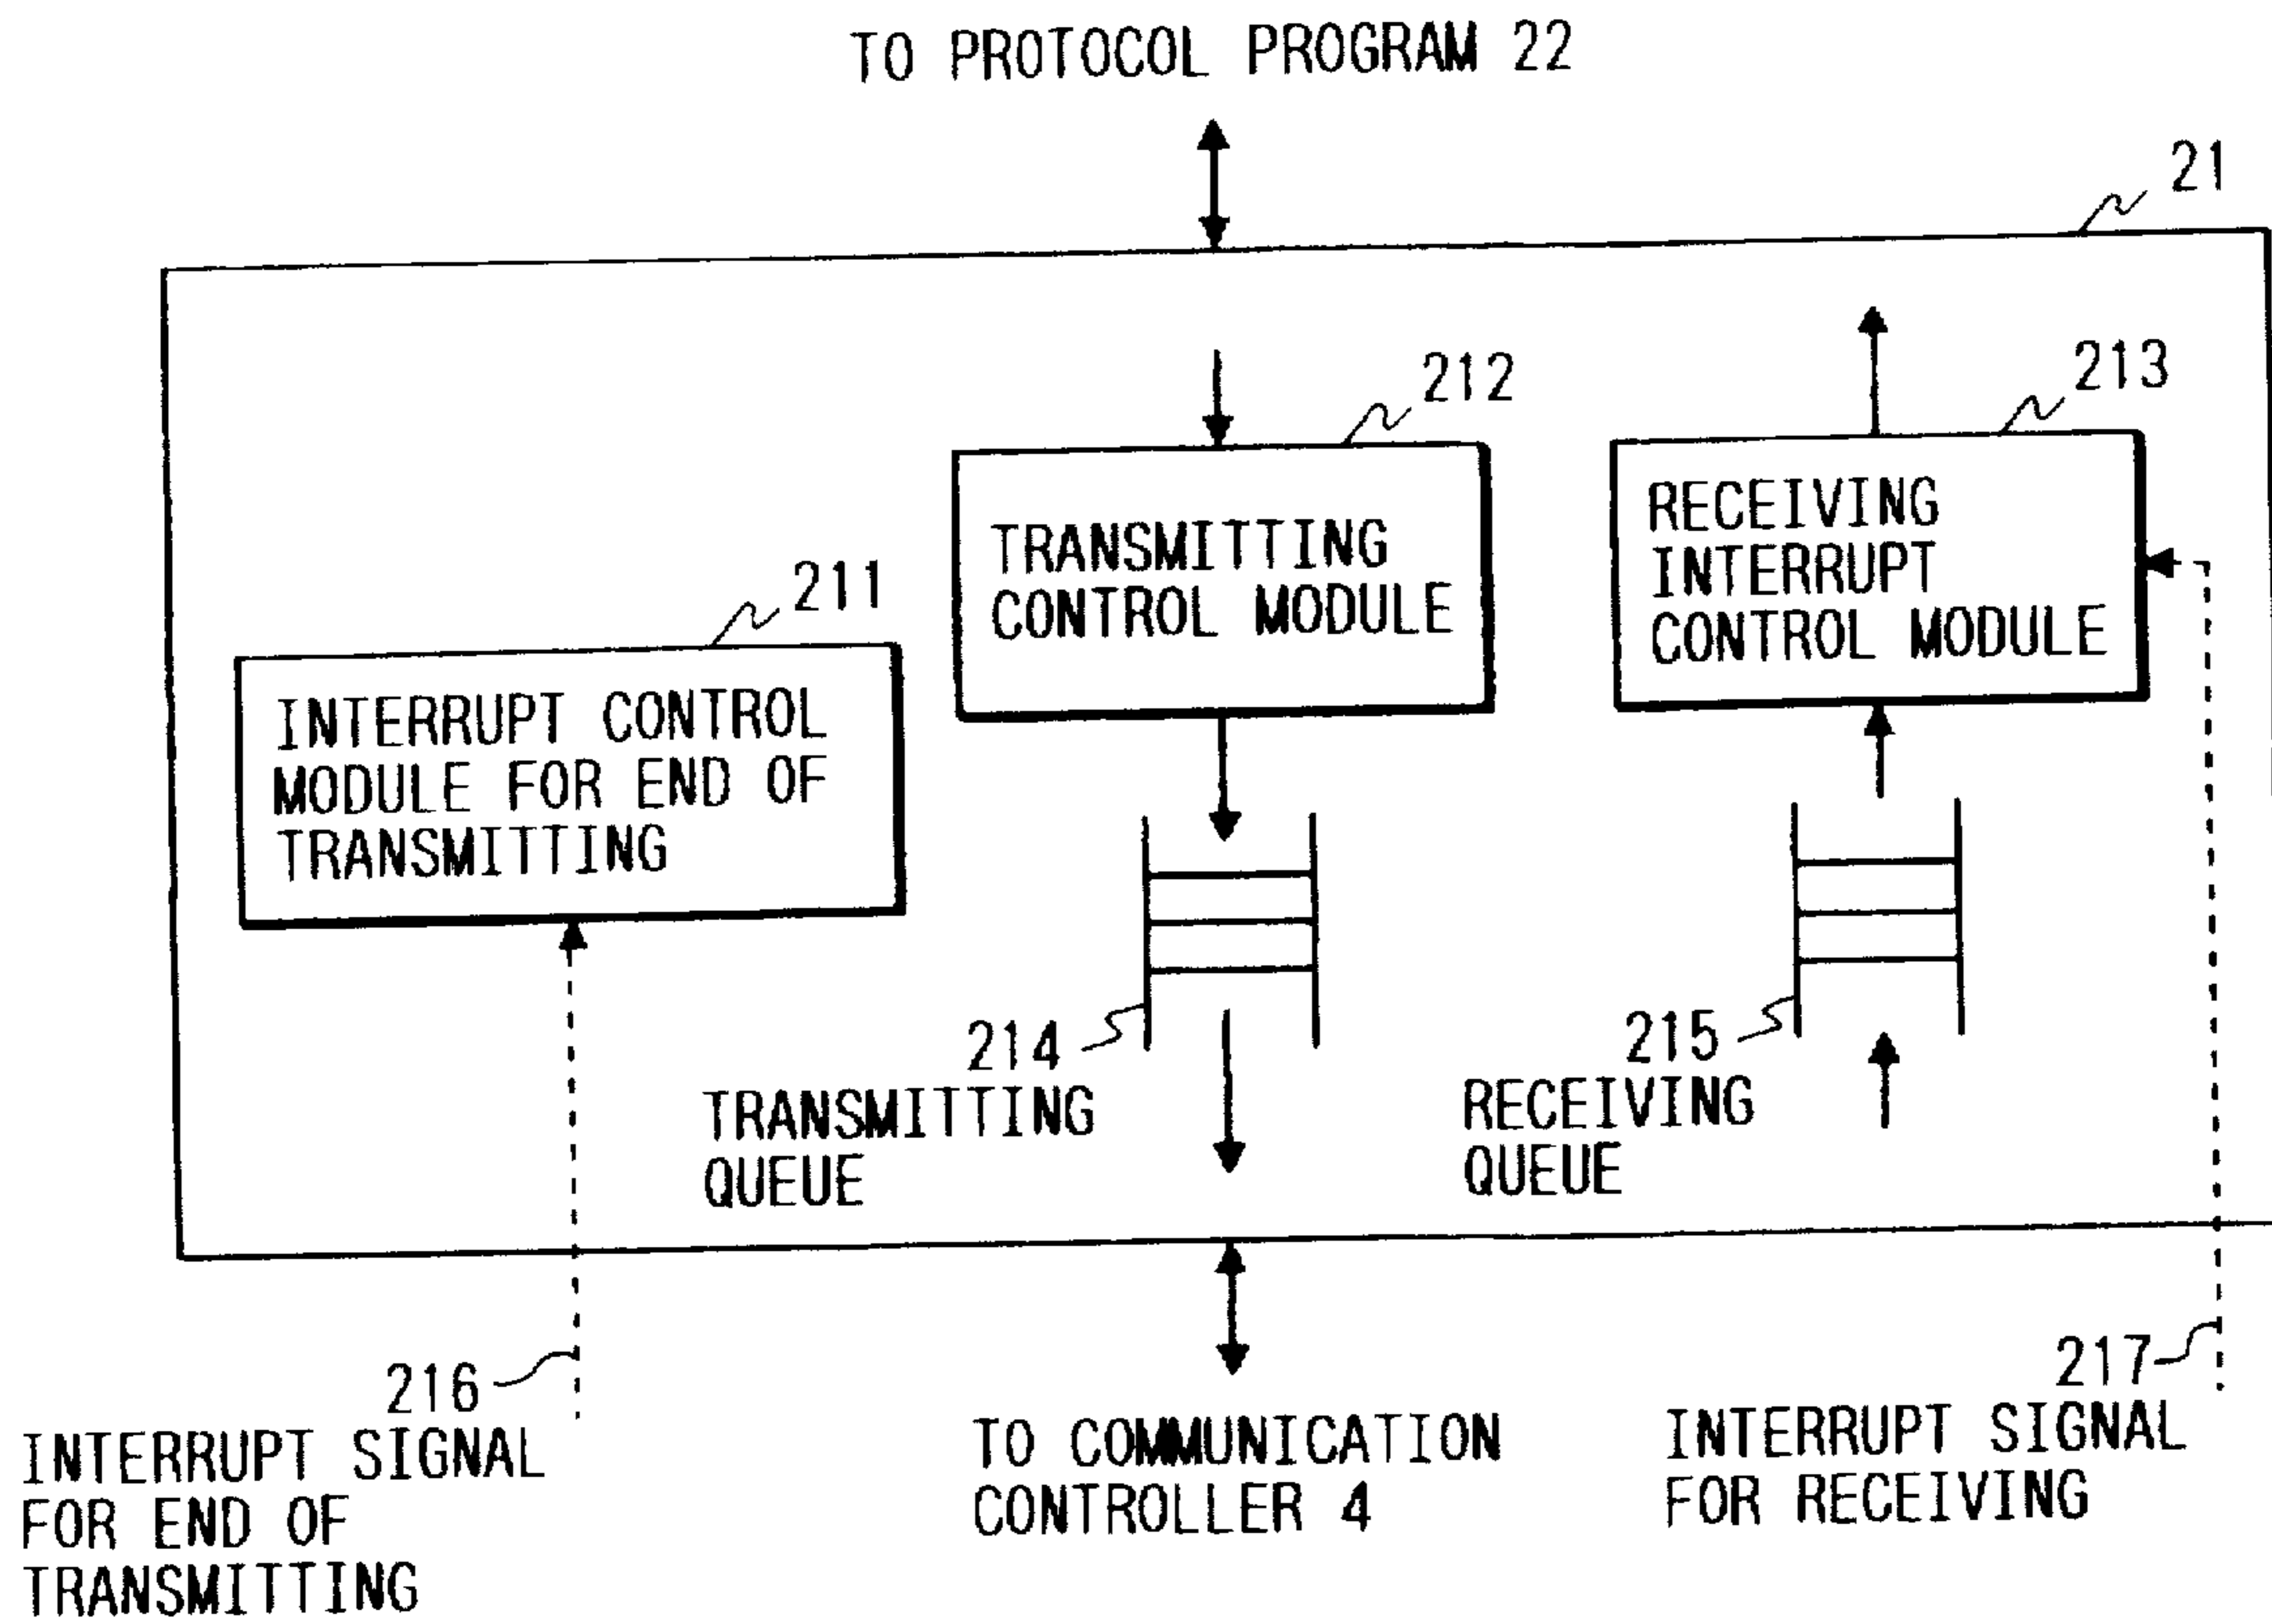 TO PROTOCOL PROGRAM 22
21
212
213
TRANSMITTING
CONTROL MODULE
RECEIVING
INTERRUPT
CONTROL MODULE
211
INTERRUPT CONTROL
MODULE FOR END OF
TRANSMITTING
214
TRANSMITTING
QUEUE
215
RECEIVING
QUEUE
216
INTERRUPT SIGNAL
FOR END OF
TRANSMITTING
TO COMMUNICATION
CONTROLLER 4
217
INTERRUPT SIGNAL
FOR RECEIVING